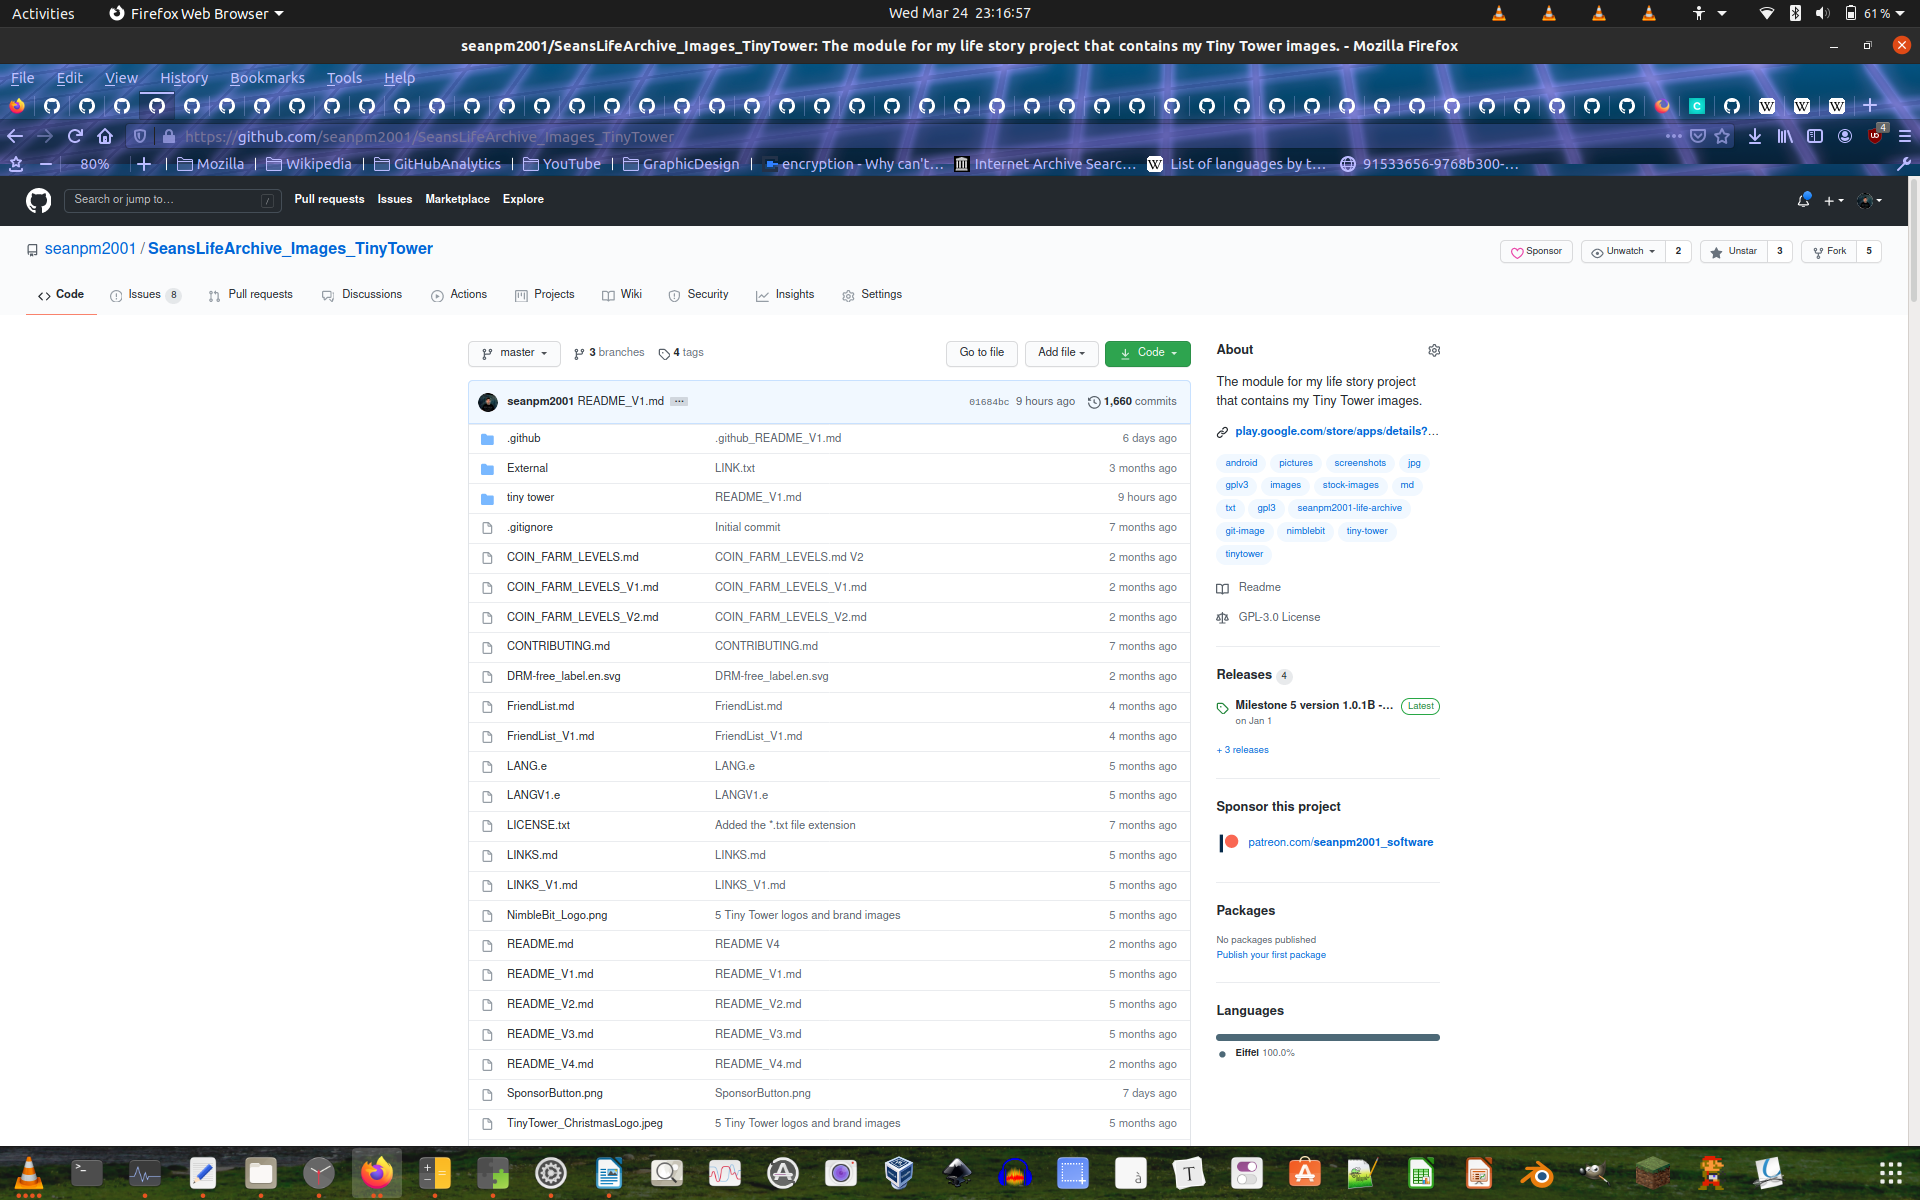 Activities Firefox Web Browser Wed Mar 24 23:16:57 61 %
seanpm2001/SeansLifeArchive_Images_TinyTower: The module for my life story project that contains my Tiny Tower images. - Mozilla Firefox
File Edit View History Bookmarks Tools Help
https://github.com/seanpm2001/SeansLifeArchive_Images_TinyTower 4
80% Mozilla Wikipedia GitHubAnalytics YouTube GraphicDesign encryption - Why can't... Internet Archive Searc... List of languages by t... 91533656-9768b300-...
Search or jump to... / Pull requests Issues Marketplace Explore
seanpm2001 / SeansLifeArchive_Images_TinyTower Sponsor Unwatch 2 Unstar 3 Fork 5
Code Issues 8 Pull requests Discussions Actions Projects Wiki Security Insights Settings
master 3 branches 4 tags Go to file Add file Code
seanpm2001 README_V1.md 01684bc 9 hours ago 1,660 commits
.github .github_README_V1.md 6 days ago
External LINK.txt 3 months ago
tiny tower README_V1.md 9 hours ago
.gitignore Initial commit 7 months ago
COIN_FARM_LEVELS.md COIN_FARM_LEVELS.md V2 2 months ago
COIN_FARM_LEVELS_V1.md COIN_FARM_LEVELS_V1.md 2 months ago
COIN_FARM_LEVELS_V2.md COIN_FARM_LEVELS_V2.md 2 months ago
CONTRIBUTING.md CONTRIBUTING.md 7 months ago
DRM-free_label.en.svg DRM-free_label.en.svg 2 months ago
FriendList.md FriendList.md 4 months ago
FriendList_V1.md FriendList_V1.md 4 months ago
LANG.e LANG.e 5 months ago
LANGV1.e LANGV1.e 5 months ago
LICENSE.txt Added the *.txt file extension 7 months ago
LINKS.md LINKS.md 5 months ago
LINKS_V1.md LINKS_V1.md 5 months ago
NimbleBit_Logo.png 5 Tiny Tower logos and brand images 5 months ago
README.md README V4 2 months ago
README_V1.md README_V1.md 5 months ago
README_V2.md README_V2.md 5 months ago
README_V3.md README_V3.md 5 months ago
README_V4.md README_V4.md 2 months ago
SponsorButton.png SponsorButton.png 7 days ago
TinyTower_ChristmasLogo.jpeg 5 Tiny Tower logos and brand images 5 months ago
About
The module for my life story project
that contains my Tiny Tower images.
play.google.com/store/apps/details?...
android pictures screenshots jpg
gplv3 images stock-images md
txt gpl3 seanpm2001-life-archive
git-image nimblebit tiny-tower
tinytower
Readme
GPL-3.0 License
Releases 4
Milestone 5 version 1.0.1B -... Latest
on Jan 1
+ 3 releases
Sponsor this project
patreon.com/seanpm2001_software
Packages
No packages published
Publish your first package
Languages
Eiffel 100.0%